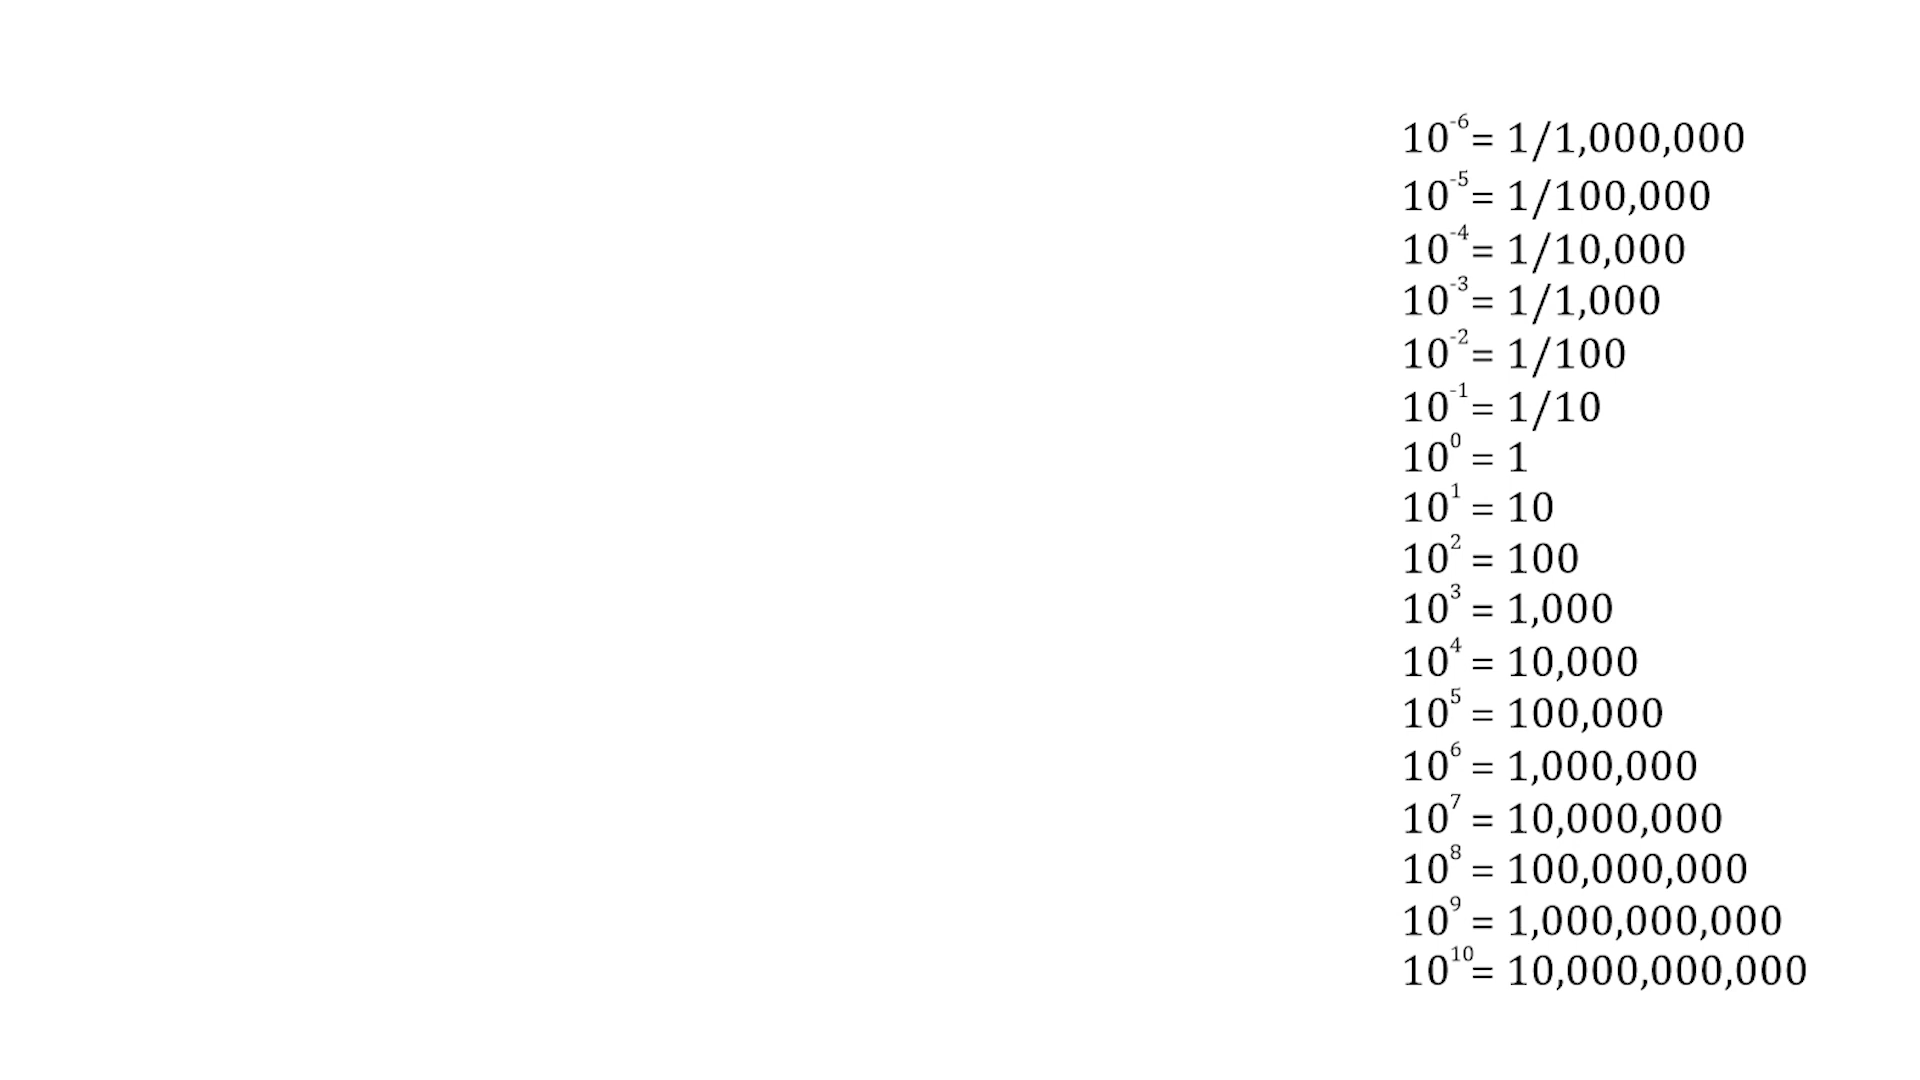 10⁻⁶= 1/1,000,000
10⁻⁵= 1/100,000
10⁻⁴= 1/10,000
10⁻³= 1/1,000
10⁻²= 1/100
10⁻¹= 1/10
10⁰ = 1
10¹ = 10
10² = 100
10³ = 1,000
10⁴ = 10,000
10⁵ = 100,000
10⁶ = 1,000,000
10⁷ = 10,000,000
10⁸ = 100,000,000
10⁹ = 1,000,000,000
10¹⁰= 10,000,000,000